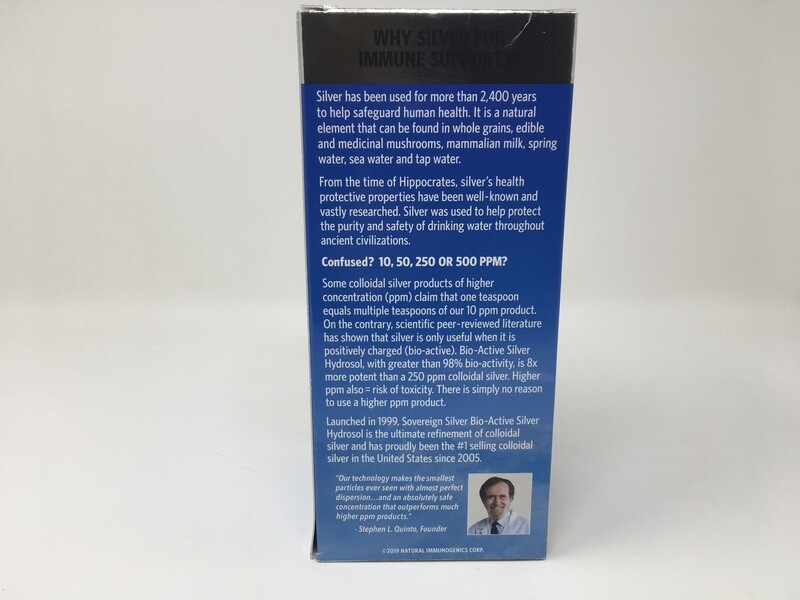 WHY SILVER FOR
IMMUNE SUPPORT
Silver has been used for more than 2,400 years
to help safeguard human health. It is a natural
element that can be found in whole grains, edible
and medicinal mushrooms, mammalian milk, spring
water, sea water and tap water.
From the time of Hippocrates, silver's health
protective properties have been well-known and
vastly researched. Silver was used to help protect
the purity and safety of drinking water throughout
ancient civilizations.
Confused? 10, 50, 250 OR 500 PPM?
Some colloidal silver products of higher
concentration (ppm) claim that one teaspoon
equals multiple teaspoons of our 10 ppm product.
On the contrary, scientific peer-reviewed literature
has shown that silver is only useful when it is
positively charged (bio-active). Bio-Active Silver
Hydrosol, with greater than 98% bio-activity, is 8x
more potent than a 250 ppm colloidal silver. Higher
ppm also = risk of toxicity. There is simply no reason
to use a higher ppm product.
Launched in 1999, Sovereign Silver Bio-Active Silver
Hydrosol is the ultimate refinement of colloidal
silver and has proudly been the #1 selling colloidal
silver in the United States since 2005.
"Our technology makes the smallest
particles ever seen with almost perfect
dispersion...and an absolutely safe
concentration that outperforms much
higher ppm products."
- Stephen L. Quinto, Founder
©2019 NATURAL IMMUNOGENICS CORP.